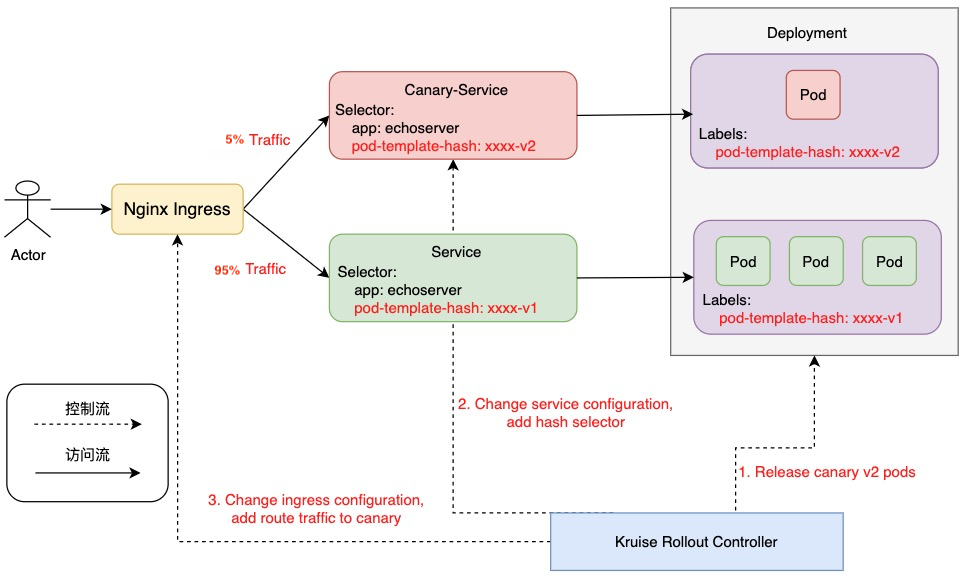 Deployment
Canary-Service
Selector:
app: echoserver
pod-template-hash: xxxx-v2
Pod
Labels:
pod-template-hash: xxxx-v2
5% Traffic
Nginx Ingress
Actor
95% Traffic
Service
Selector:
app: echoserver
pod-template-hash: xxxx-v1
Pod
Pod
Pod
Labels:
pod-template-hash: xxxx-v1
控制流
访问流
2. Change service configuration,
add hash selector
1. Release canary v2 pods
3. Change ingress configuration,
add route traffic to canary
Kruise Rollout Controller